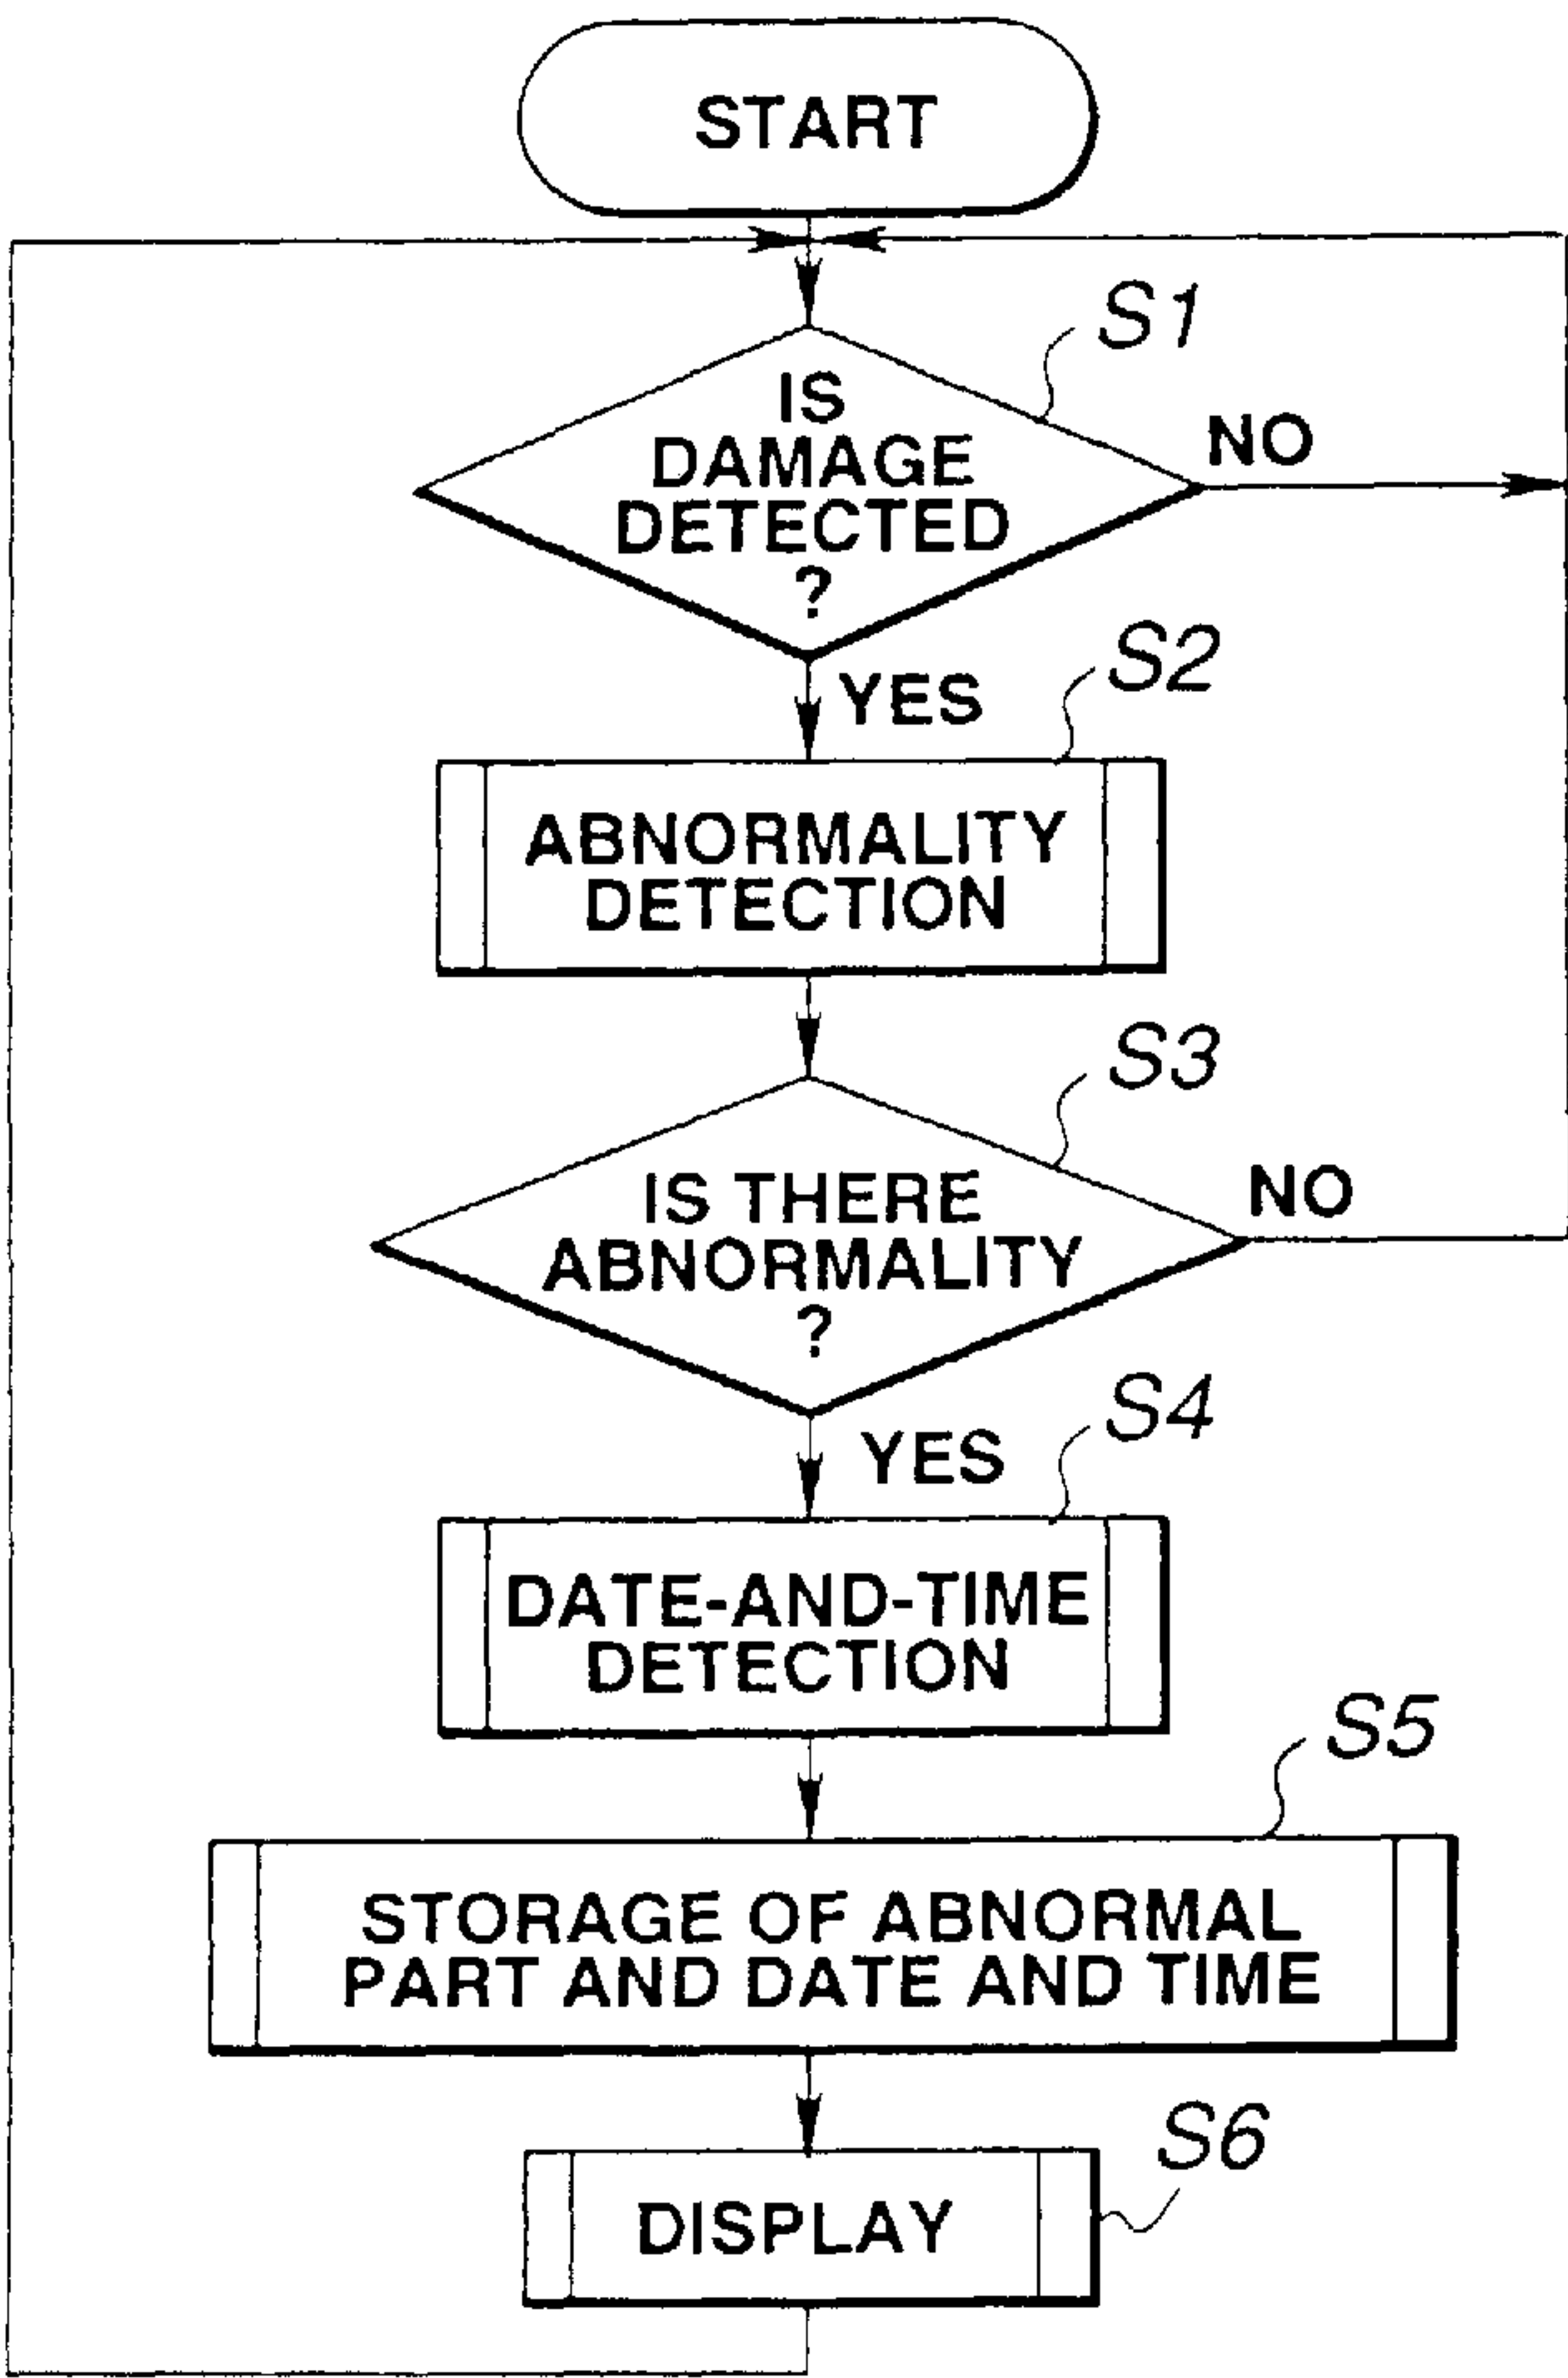 START
S1
IS
DAMAGE
DETECTED
?
NO
YES
S2
ABNORMALITY
DETECTION
S3
IS THERE
ABNORMALITY
?
NO
YES
S4
DATE-AND-TIME
DETECTION
S5
STORAGE OF ABNORMAL
PART AND DATE AND TIME
S6
DISPLAY